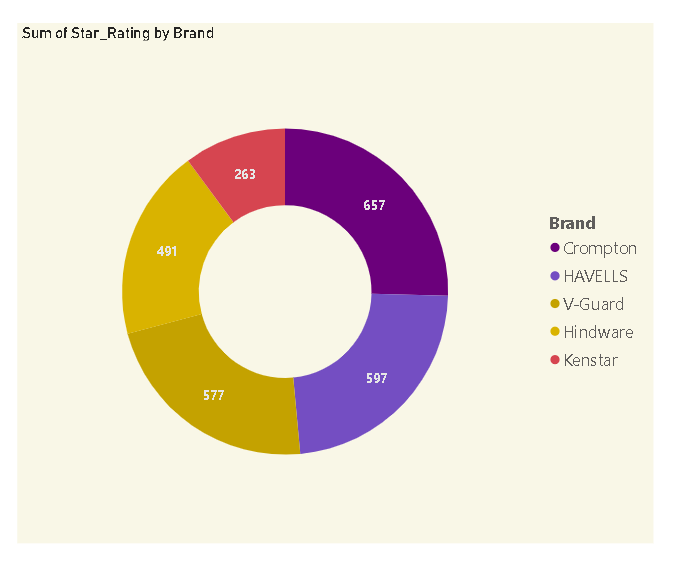 Sum of Star_Rating by Brand
263
657
491
597
577
Brand
Crompton
HAVELLS
V-Guard
Hindware
Kenstar